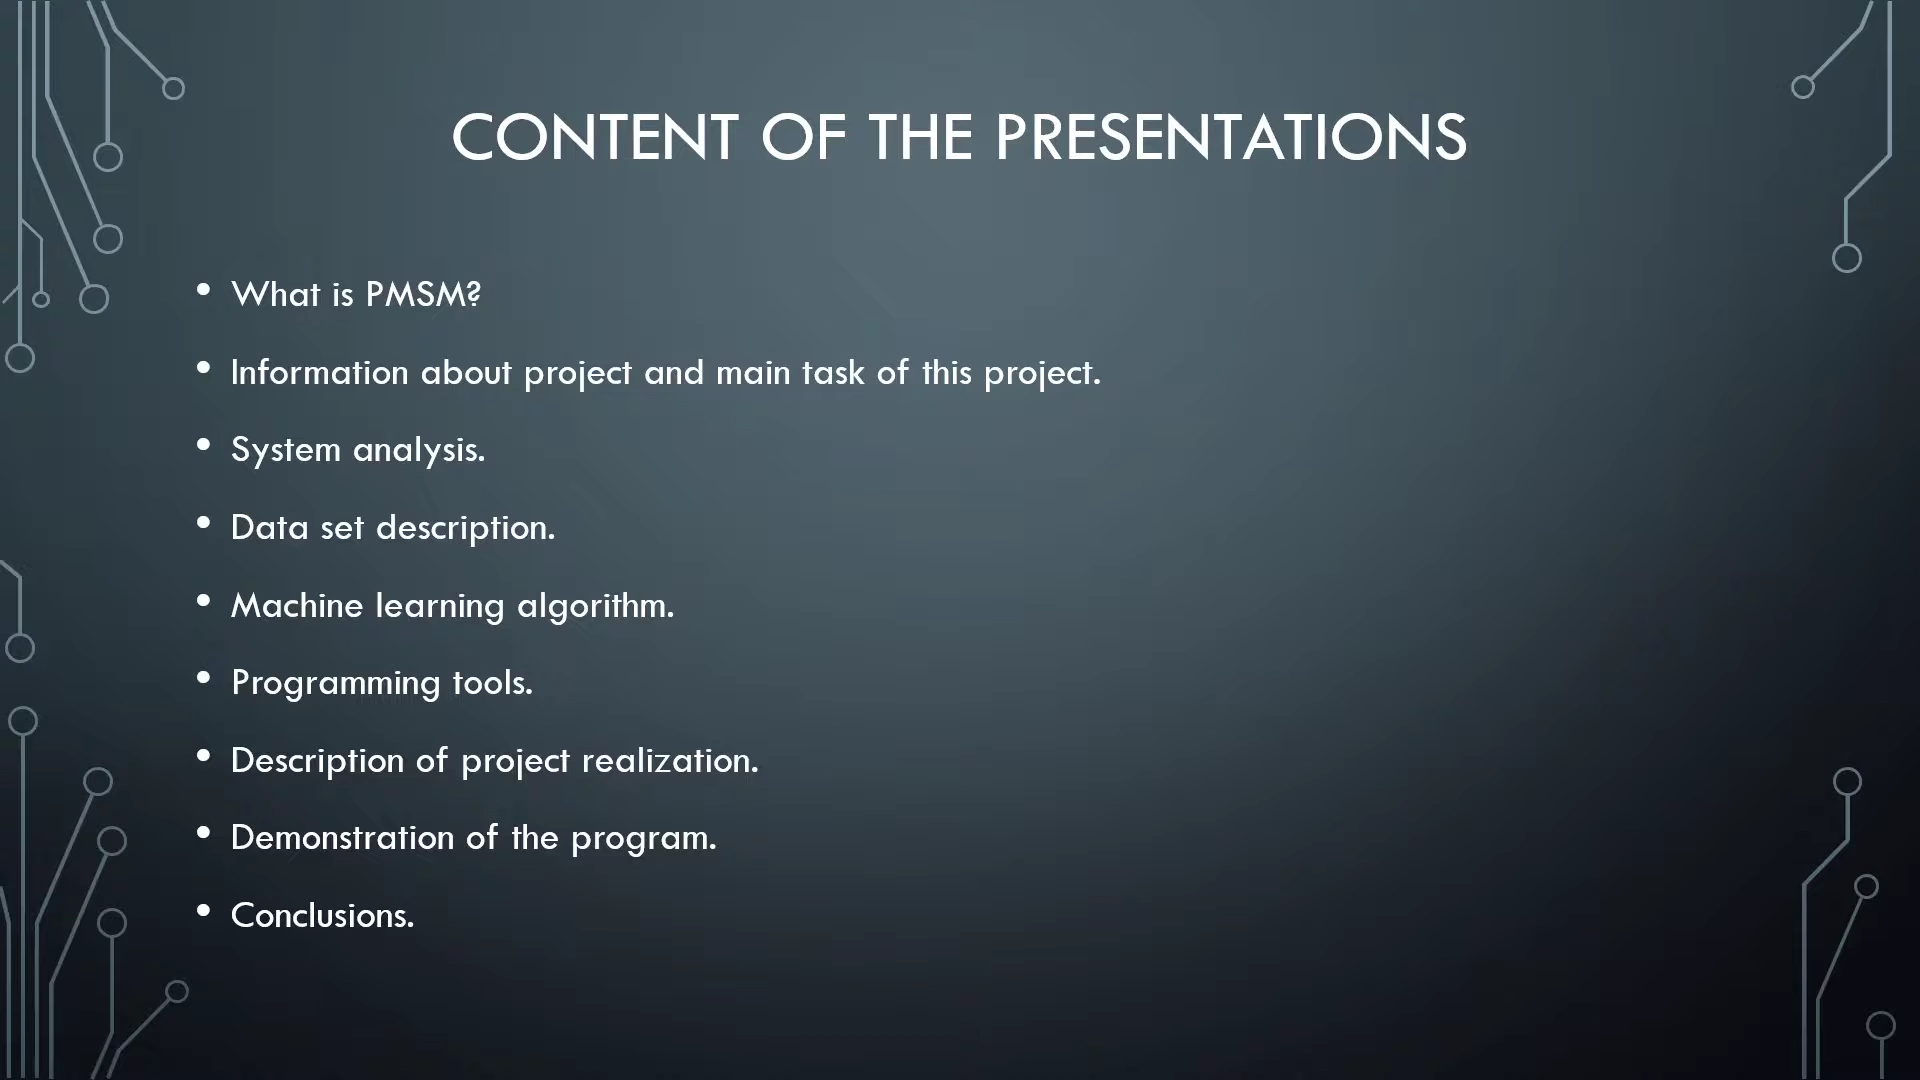 CONTENT OF THE PRESENTATIONS
• What is PMSM?
• Information about project and main task of this project.
• System analysis.
• Data set description.
• Machine learning algorithm.
• Programming tools.
• Description of project realization.
• Demonstration of the program.
• Conclusions.